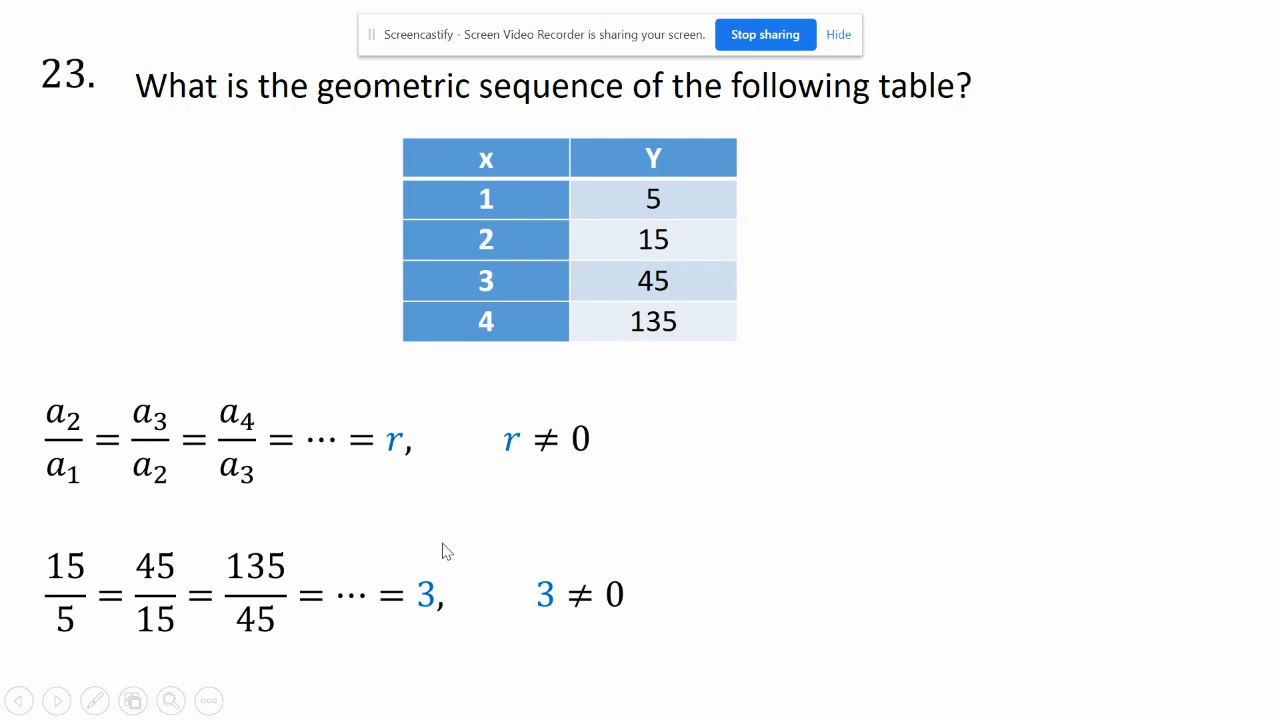 Screencastify - Screen Video Recorder is sharing your screen. Stop sharing Hide
23. What is the geometric sequence of the following table?
x Y
1 5
2 15
3 45
4 135
a₂/a₁ = a₃/a₂ = a₄/a₃ = ⋯ = r, r ≠ 0
15/5 = 45/15 = 135/45 = ⋯ = 3, 3 ≠ 0